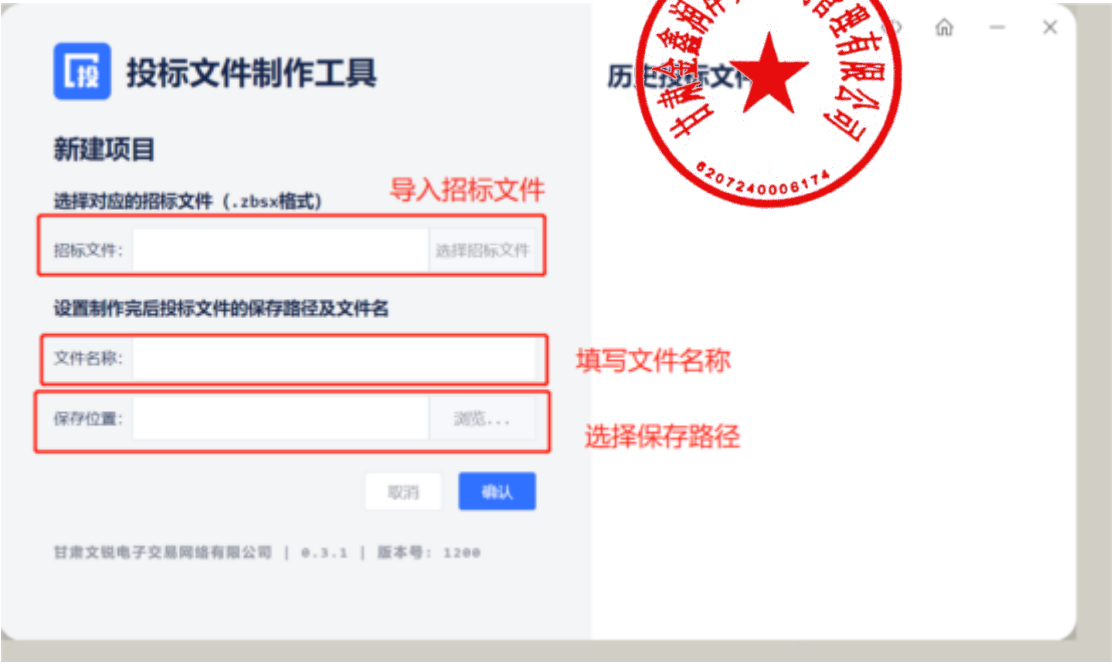 投
投标文件制作工具
历史投标文件
新建项目
选择对应的招标文件（.zbsx格式）
导入招标文件
招标文件：
选择招标文件
设置制作完后投标文件的保存路径及文件名
文件名称：
填写文件名称
保存位置：
浏览...
选择保存路径
取消
确认
甘肃文锐电子交易网络有限公司 | 0.3.1 | 版本号：1200
6207240006174